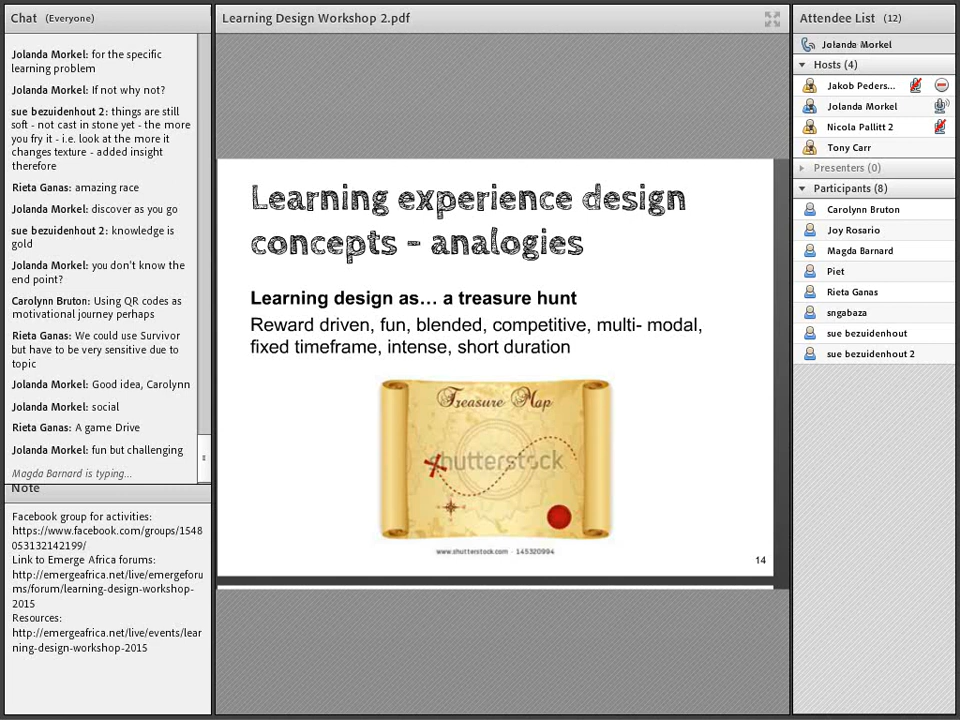 Chat (Everyone)
Jolanda Morkel: for the specific
learning problem
Jolanda Morkel: If not why not?
sue bezuidenhout 2: things are still
soft - not cast in stone yet - the more
you fry it - i.e. look at the more it
changes texture - added insight
therefore
Rieta Ganas: amazing race
Jolanda Morkel: discover as you go
sue bezuidenhout 2: knowledge is
gold
Jolanda Morkel: you don't know the
end point?
Carolynn Bruton: Using QR codes as
motivational journey perhaps
Rieta Ganas: We could use Survivor
but have to be very sensitive due to
topic
Jolanda Morkel: Good idea, Carolynn
Jolanda Morkel: social
Rieta Ganas: A game Drive
Jolanda Morkel: fun but challenging
Magda Barnard is typing...
Note
Facebook group for activities:
https://www.facebook.com/groups/1548
053132142199/
Link to Emerge Africa forums:
http://emergeafrica.net/live/emergeforu
ms/forum/learning-design-workshop-
2015
Resources:
http://emergeafrica.net/live/events/lear
ning-design-workshop-2015
Learning Design Workshop 2.pdf
Learning experience design
concepts - analogies
Learning design as... a treasure hunt
Reward driven, fun, blended, competitive, multi- modal,
fixed timeframe, intense, short duration
Treasure Map
shutterstock
www.shutterstock.com · 145320994
14
Attendee List (12)
Jolanda Morkel
Hosts (4)
Jakob Peders...
Jolanda Morkel
Nicola Pallitt 2
Tony Carr
Presenters (0)
Participants (8)
Carolynn Bruton
Joy Rosario
Magda Barnard
Piet
Rieta Ganas
sngabaza
sue bezuidenhout
sue bezuidenhout 2